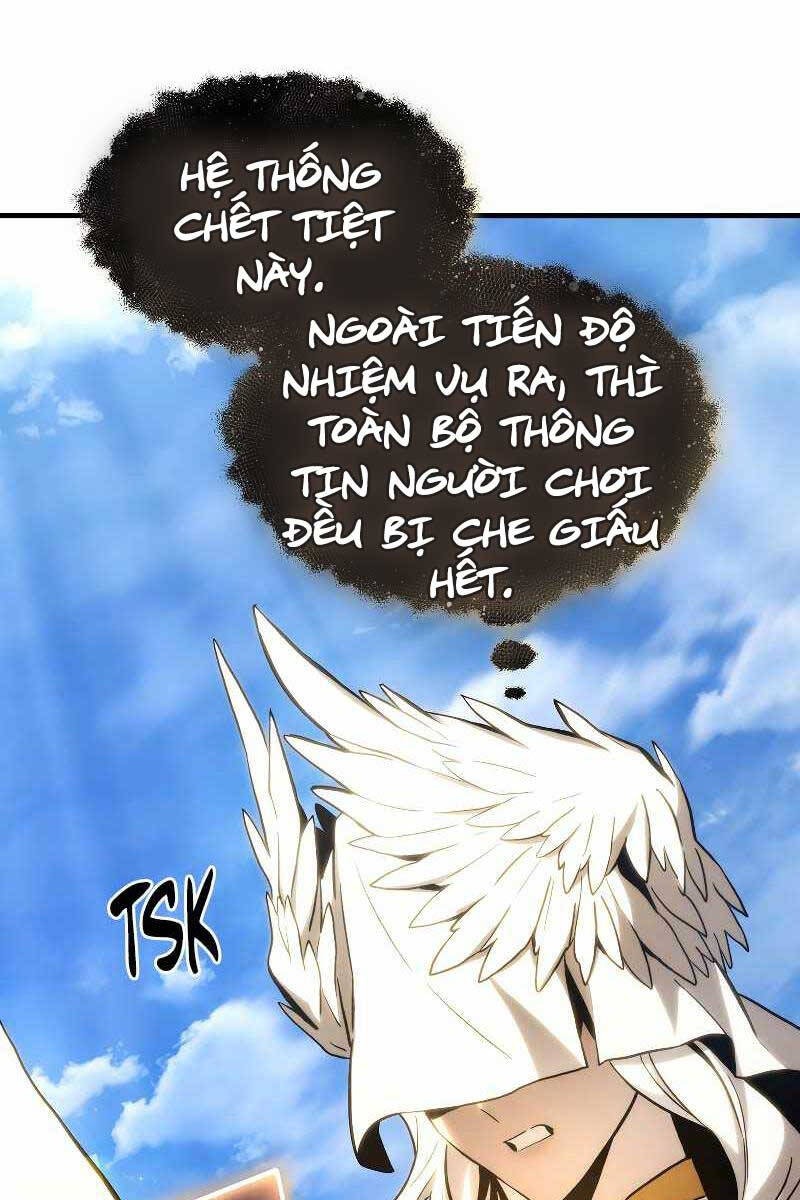 HỆ THỐNG
CHẾT TIỆT
NÀY.
NGOÀI TIẾN ĐỘ
NHIỆM VỤ RA, THÌ
TOÀN BỘ THÔNG
TIN NGƯỜI CHƠI
ĐỀU BỊ CHE GIẤU
HẾT.
TSK